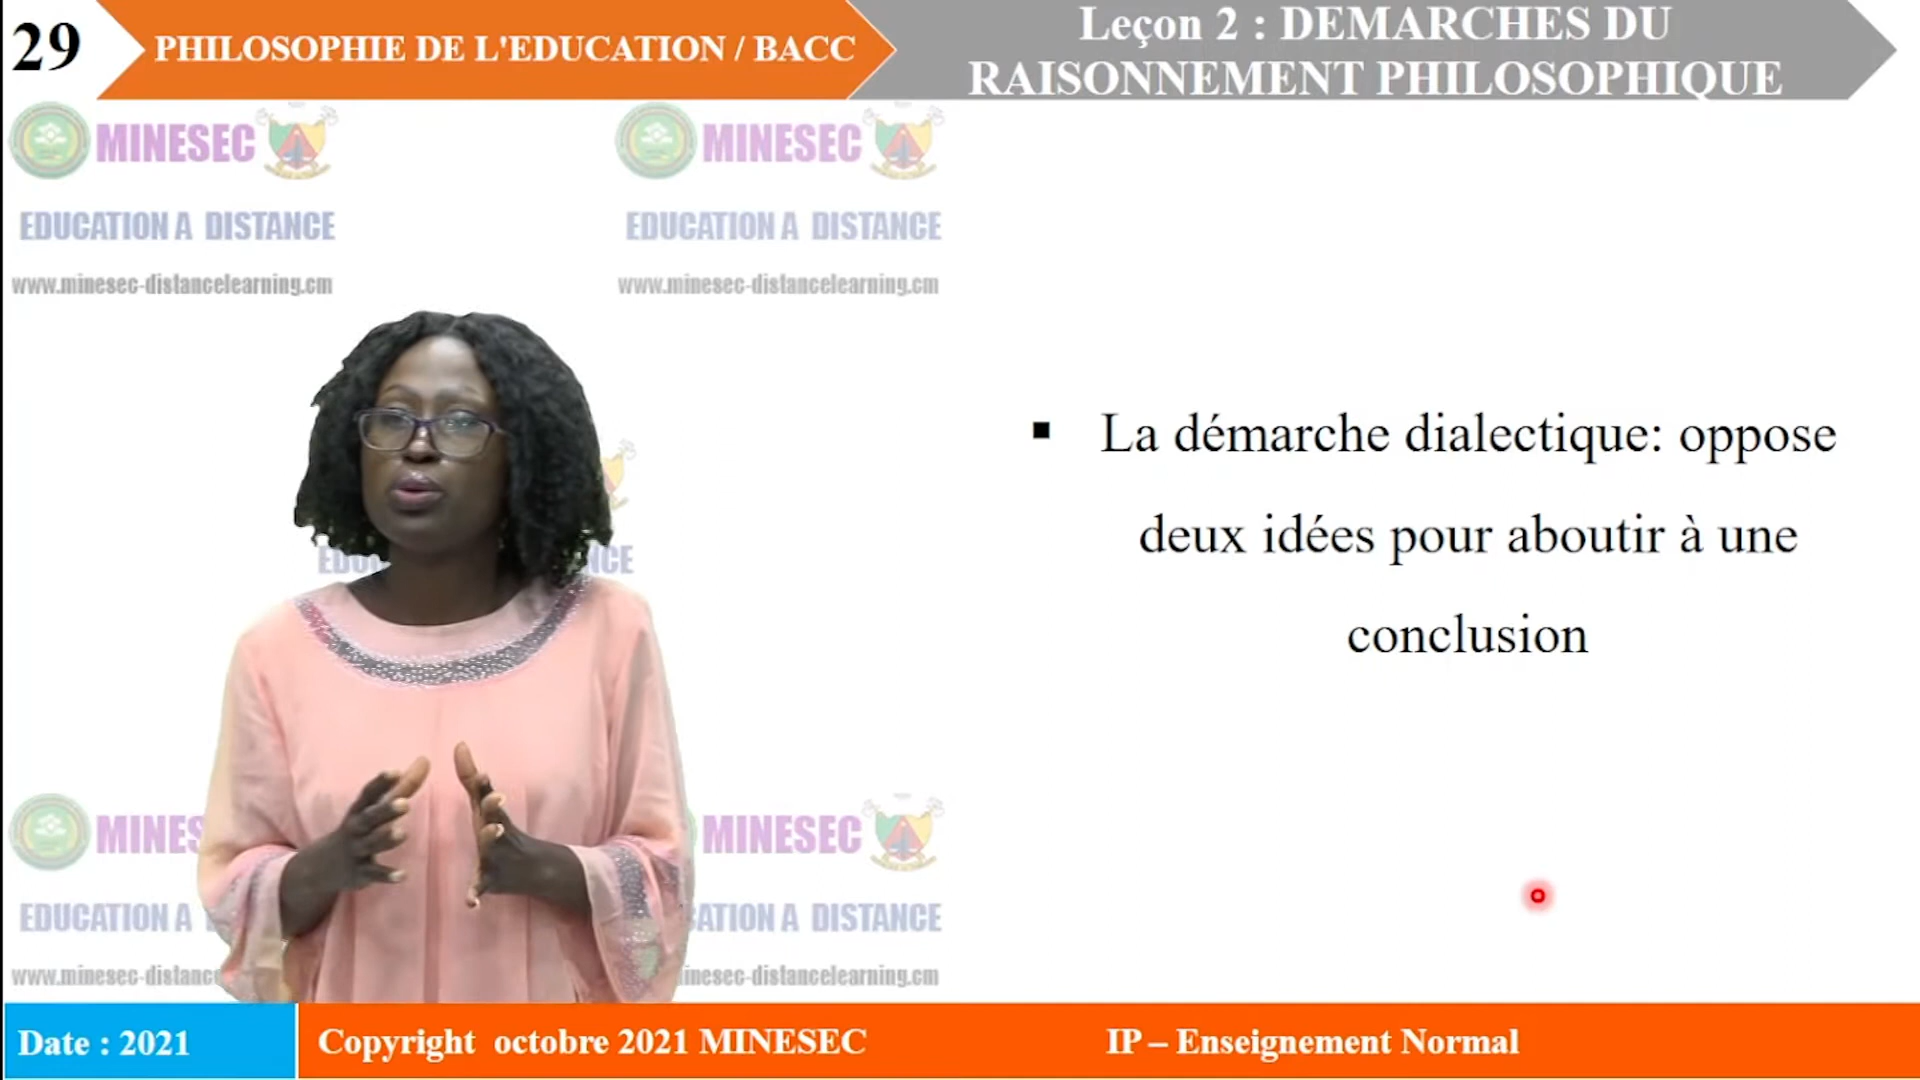 29
PHILOSOPHIE DE L'EDUCATION / BACC
Leçon 2 : DEMARCHES DU
RAISONNEMENT PHILOSOPHIQUE
MINESEC
EDUCATION A DISTANCE
www.minesec-distancelearning.cm
MINESEC
EDUCATION A DISTANCE
www.minesec-distancelearning.cm
▪ La démarche dialectique: oppose
deux idées pour aboutir à une
conclusion
MINES
EDUCATION A
MINESEC
DISTANCE
Date : 2021
Copyright octobre 2021 MINESEC
IP – Enseignement Normal